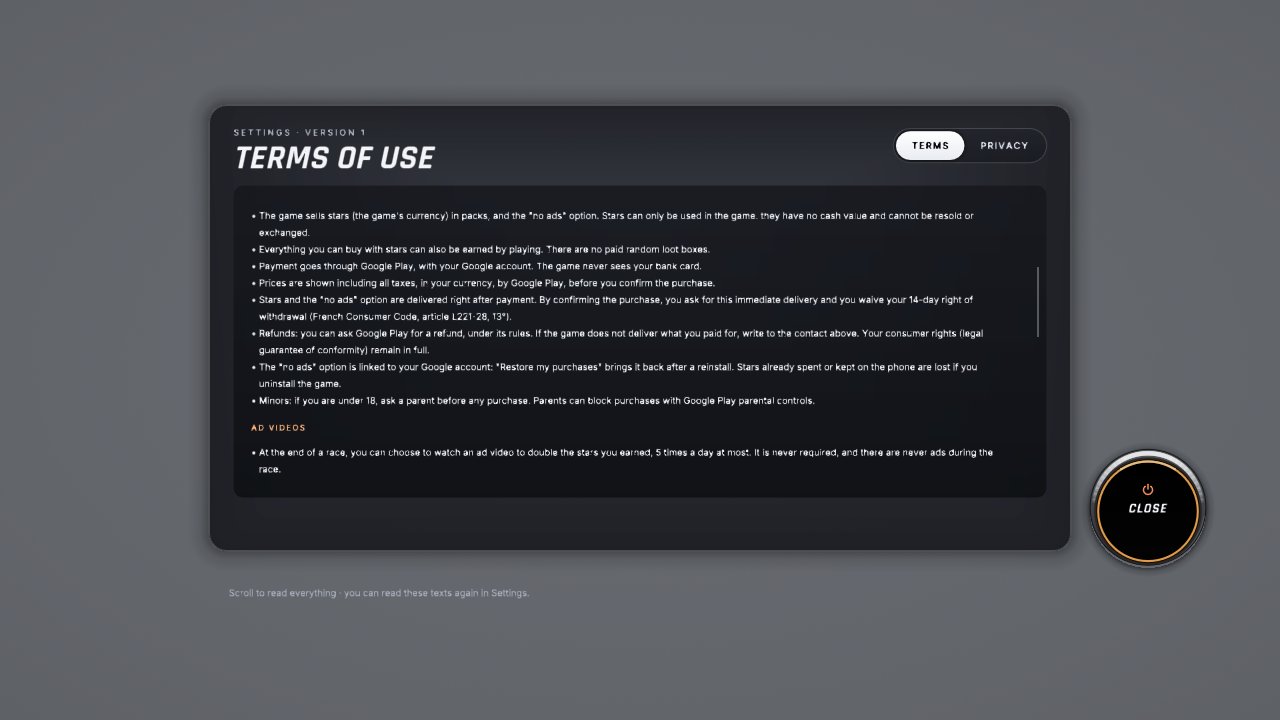 SETTINGS · VERSION 1
TERMS OF USE
TERMS
PRIVACY
• The game sells stars (the game's currency) in packs, and the "no ads" option. Stars can only be used in the game. they have no cash value and cannot be resold or
exchanged.
• Everything you can buy with stars can also be earned by playing. There are no paid random loot boxes.
• Payment goes through Google Play, with your Google account. The game never sees your bank card.
• Prices are shown including all taxes, in your currency, by Google Play, before you confirm the purchase.
• Stars and the "no ads" option are delivered right after payment. By confirming the purchase, you ask for this immediate delivery and you waive your 14-day right of
withdrawal (French Consumer Code, article L221-28, 13°).
• Refunds: you can ask Google Play for a refund, under its rules. If the game does not deliver what you paid for, write to the contact above. Your consumer rights (legal
guarantee of conformity) remain in full.
• The "no ads" option is linked to your Google account: "Restore my purchases" brings it back after a reinstall. Stars already spent or kept on the phone are lost if you
uninstall the game.
• Minors: if you are under 18, ask a parent before any purchase. Parents can block purchases with Google Play parental controls.
AD VIDEOS
• At the end of a race, you can choose to watch an ad video to double the stars you earned, 5 times a day at most. It is never required, and there are never ads during the
race.
CLOSE
Scroll to read everything · you can read these texts again in Settings.